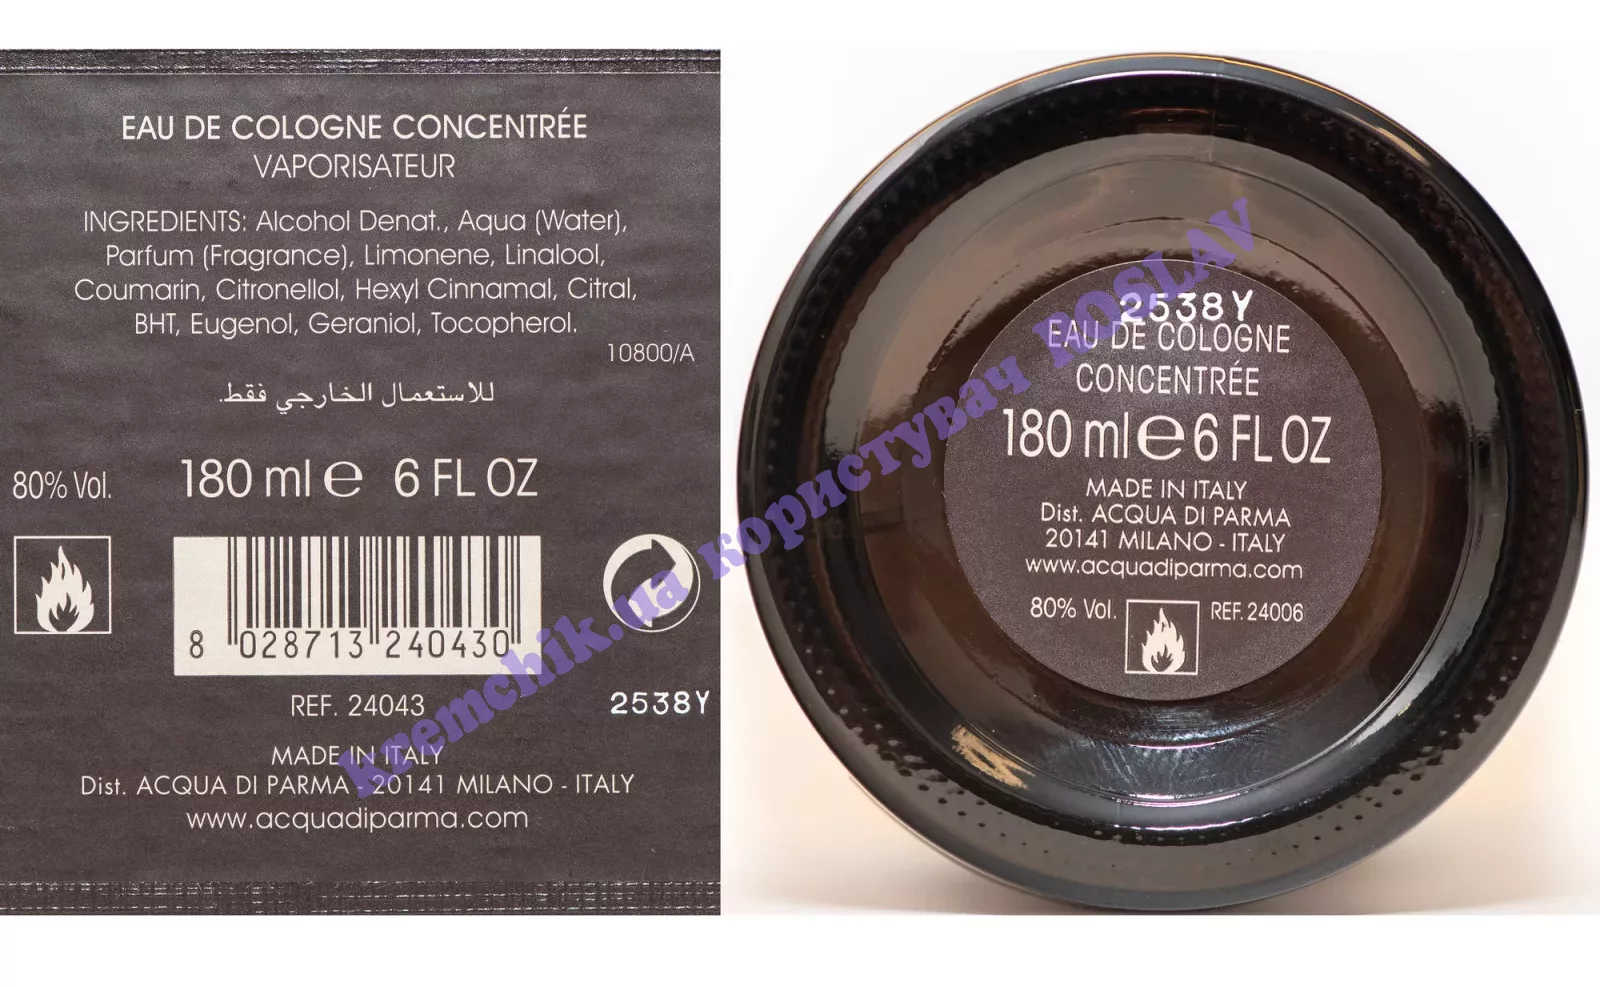 EAU DE COLOGNE CONCENTRÉE
VAPORISATEUR
INGREDIENTS: Alcohol Denat., Aqua (Water),
Parfum (Fragrance), Limonene, Linalool,
Coumarin, Citronellol, Hexyl Cinnamal, Citral,
BHT, Eugenol, Geraniol, Tocopherol.
10800/A
للاستعمال الخارجي فقط.
80% Vol. 180 ml e 6 FL OZ
8 028713 240430
REF. 24043
2538Y
MADE IN ITALY
Dist. ACQUA DI PARMA - 20141 MILANO - ITALY
www.acquadiparma.com
2538Y
EAU DE COLOGNE
CONCENTRÉE
180 ml e 6 FL OZ
MADE IN ITALY
Dist. ACQUA DI PARMA
20141 MILANO - ITALY
www.acquadiparma.com
80% Vol. REF. 24006
Kremchik.ua користувач ROSLAV